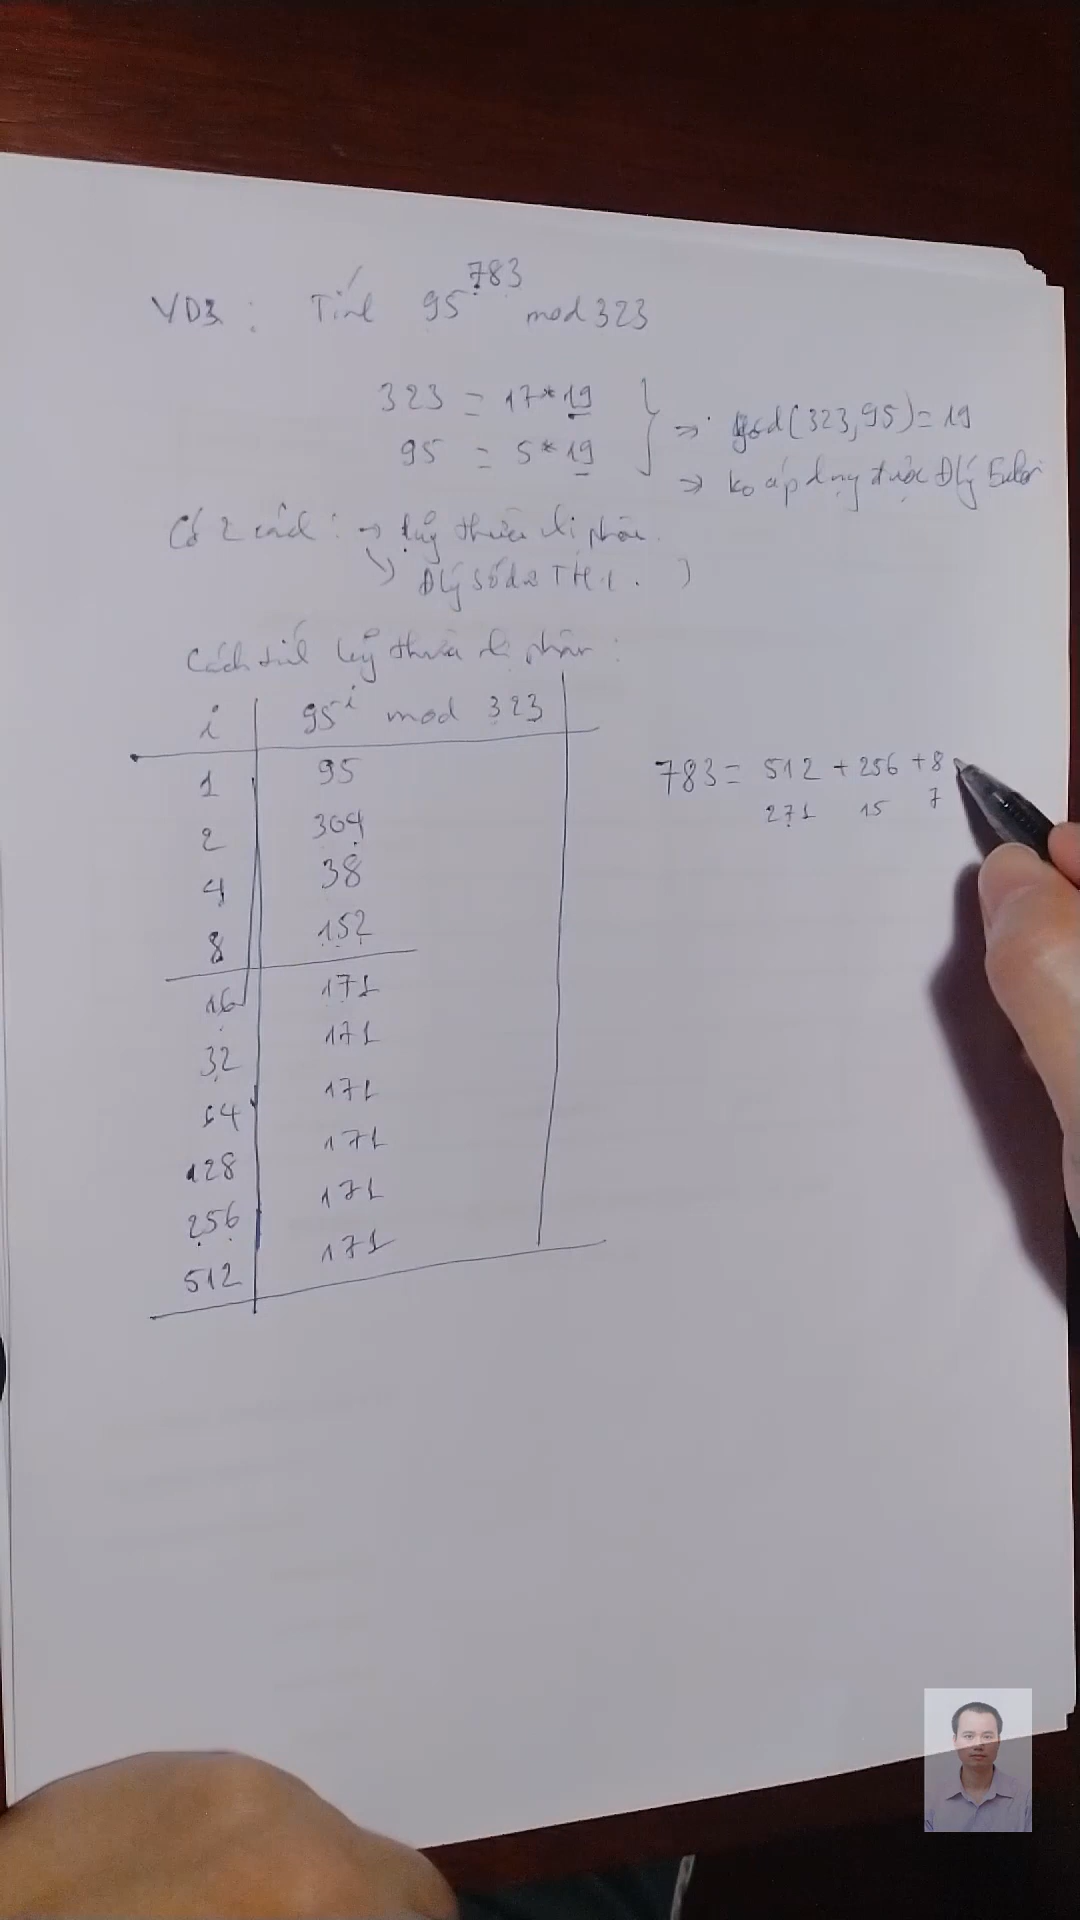 VD3: Tính 95^783 mod 323
323 = 17*19
95 = 5*19
⇒ gcd(323,95)=19
⇒ ko áp dụng được Đlý Euler
Có 2 cách: → lũy thừa nhị phân.
↘ Đlý số dư TH.
Cách tính lũy thừa nhị phân:
i 95^i mod 323
1 95
2 304
4 38
8 152
16 171
32 171
64 171
128 171
256 171
512 171
783 = 512 + 256 + 8
271 15 7